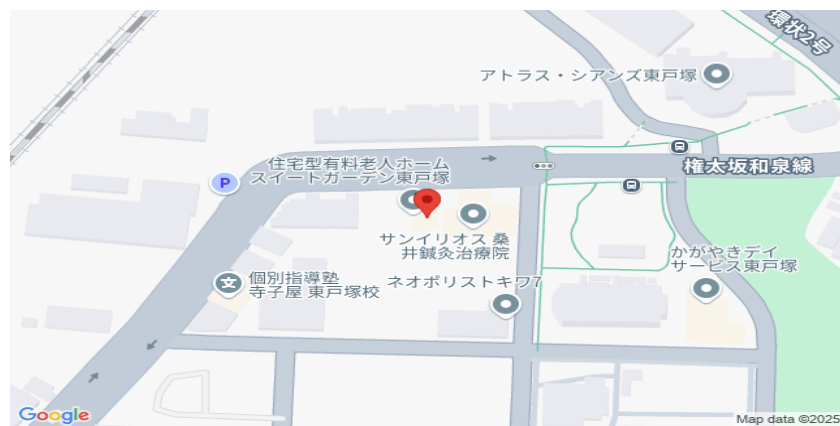 環状2号
アトラス・シアンズ東戸塚
住宅型有料老人ホーム
スイートガーデン東戸塚
P
権太坂和泉線
サンイリオス 桑
井鍼灸治療院
かがやきデイ
サービス東戸塚
文
個別指導塾
寺子屋 東戸塚校
ネオポリストキワ7
Google
Map data ©2025